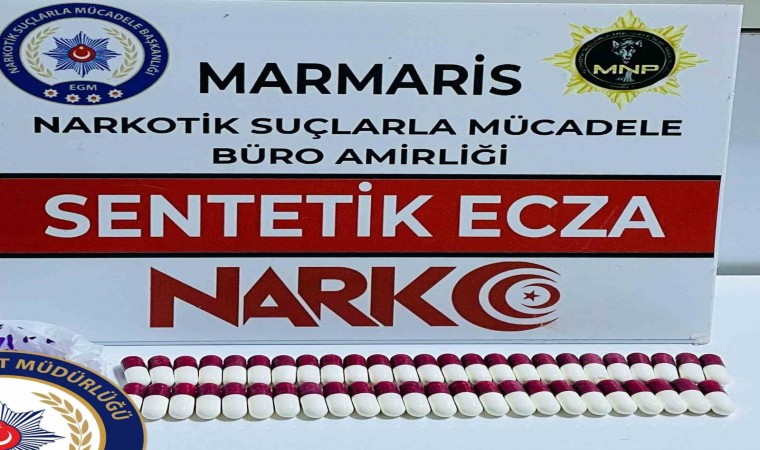 NARKOTİK SUÇLARLA MÜCADELE BAŞKANLIĞI
EGM
MNP
MARMARİS
NARKOTİK SUÇLARLA MÜCADELE
BÜRO AMİRLİĞİ
SENTETİK ECZA
NARKO
MÜDÜRLÜĞÜ